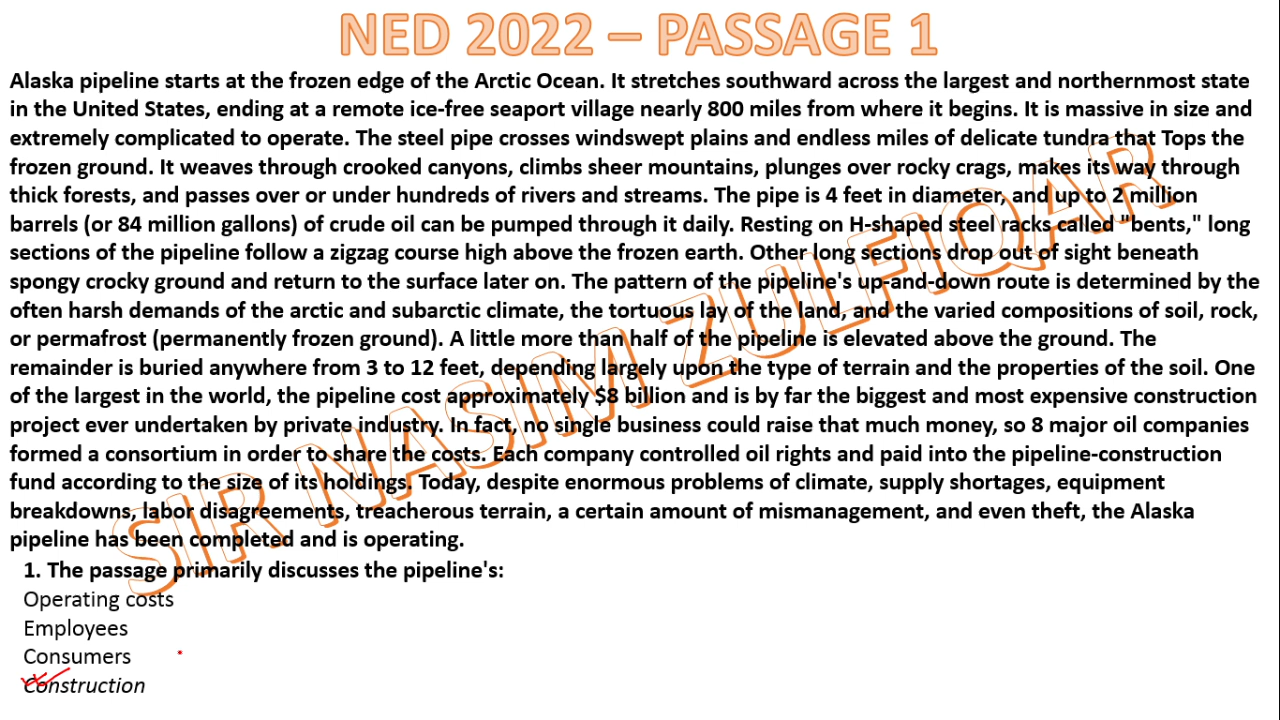 NED 2022 – PASSAGE 1
Alaska pipeline starts at the frozen edge of the Arctic Ocean. It stretches southward across the largest and northernmost state
in the United States, ending at a remote ice-free seaport village nearly 800 miles from where it begins. It is massive in size and
extremely complicated to operate. The steel pipe crosses windswept plains and endless miles of delicate tundra that Tops the
frozen ground. It weaves through crooked canyons, climbs sheer mountains, plunges over rocky crags, makes its way through
thick forests, and passes over or under hundreds of rivers and streams. The pipe is 4 feet in diameter, and up to 2 million
barrels (or 84 million gallons) of crude oil can be pumped through it daily. Resting on H-shaped steel racks called "bents," long
sections of the pipeline follow a zigzag course high above the frozen earth. Other long sections drop out of sight beneath
spongy crocky ground and return to the surface later on. The pattern of the pipeline's up-and-down route is determined by the
often harsh demands of the arctic and subarctic climate, the tortuous lay of the land, and the varied compositions of soil, rock,
or permafrost (permanently frozen ground). A little more than half of the pipeline is elevated above the ground. The
remainder is buried anywhere from 3 to 12 feet, depending largely upon the type of terrain and the properties of the soil. One
of the largest in the world, the pipeline cost approximately $8 billion and is by far the biggest and most expensive construction
project ever undertaken by private industry. In fact, no single business could raise that much money, so 8 major oil companies
formed a consortium in order to share the costs. Each company controlled oil rights and paid into the pipeline-construction
fund according to the size of its holdings. Today, despite enormous problems of climate, supply shortages, equipment
breakdowns, labor disagreements, treacherous terrain, a certain amount of mismanagement, and even theft, the Alaska
pipeline has been completed and is operating.
1. The passage primarily discusses the pipeline's:
Operating costs
Employees
Consumers
Construction
SIR NASIM ZULFIQAR